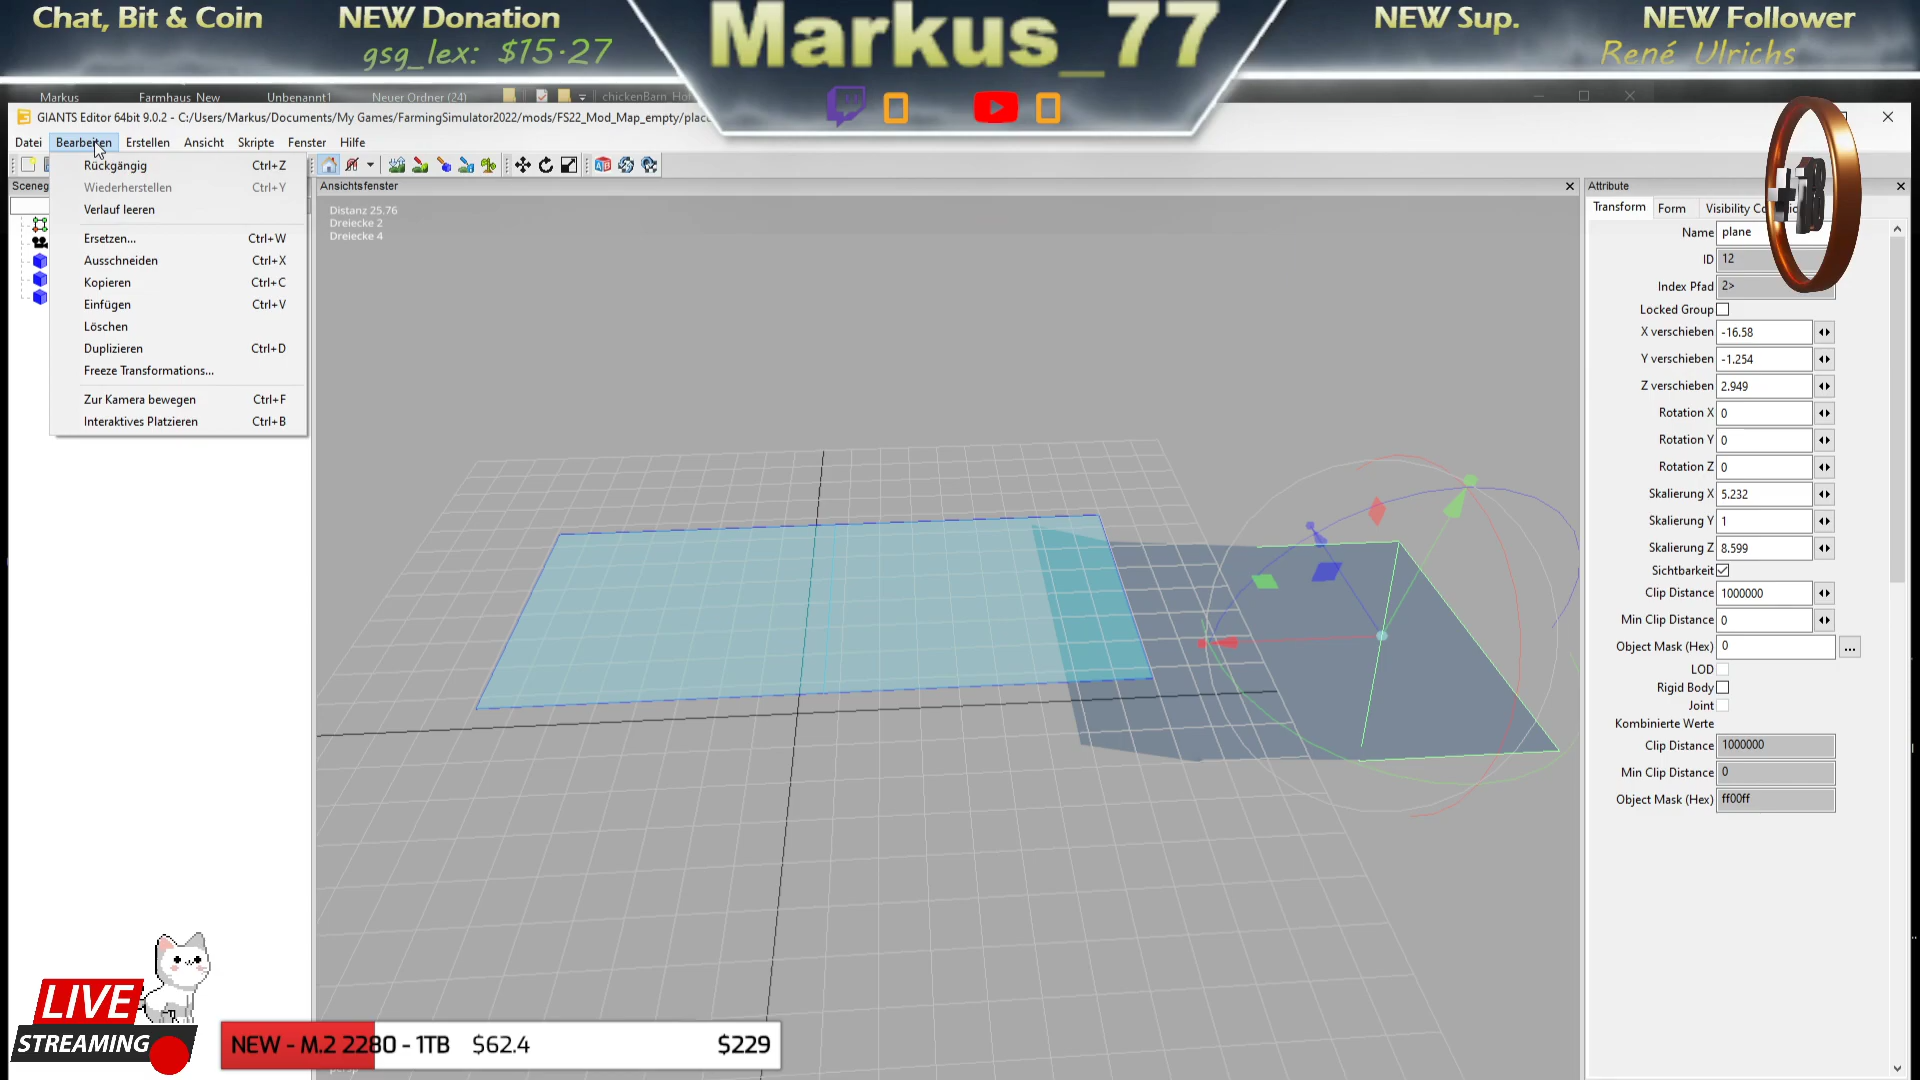 Chat, Bit & Coin
NEW Donation
gsg_lex: $15.27
Markus_77
NEW Sup.
NEW Follower
René Ulrichs
Markus
Farmhaus_New
Unbenannt1
Neuer Ordner (24)
GIANTS Editor 64bit 9.0.2 - C:/Users/Markus/Documents/My Games/FarmingSimulator2022/mods/FS22_Mod_Map_empty/plac
Datei
Bearbeiten
Erstellen
Ansicht
Skripte
Fenster
Hilfe
Rückgängig Ctrl+Z
Wiederherstellen Ctrl+Y
Verlauf leeren
Ersetzen... Ctrl+W
Ausschneiden Ctrl+X
Kopieren Ctrl+C
Einfügen Ctrl+V
Löschen
Duplizieren Ctrl+D
Freeze Transformations...
Zur Kamera bewegen Ctrl+F
Interaktives Platzieren Ctrl+B
Sceneg
Ansichtsfenster
Distanz 25.76
Dreiecke 2
Dreiecke 4
Attribute
Transform
Form
Visibility Co
Name plane
ID 12
Index Pfad 2>
Locked Group
X verschieben -16.58
Y verschieben -1.254
Z verschieben 2.949
Rotation X 0
Rotation Y 0
Rotation Z 0
Skalierung X 5.232
Skalierung Y 1
Skalierung Z 8.599
Sichtbarkeit
Clip Distance 1000000
Min Clip Distance 0
Object Mask (Hex) 0
...
LOD
Rigid Body
Joint
Kombinierte Werte
Clip Distance 1000000
Min Clip Distance 0
Object Mask (Hex) ff00ff
LIVE
STREAMING
NEW - M.2 2280 - 1TB $62.4 $229
persp